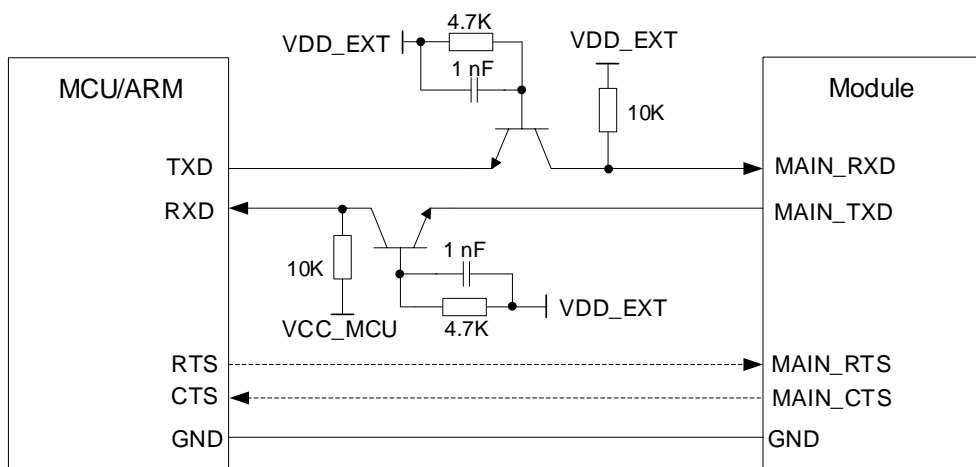 4.7K
VDD_EXT
VDD_EXT
1 nF
MCU/ARM
Module
10K
TXD
MAIN_RXD
RXD
MAIN_TXD
1 nF
10K
VDD_EXT
VCC_MCU
4.7K
RTS
MAIN_RTS
CTS
MAIN_CTS
GND
GND